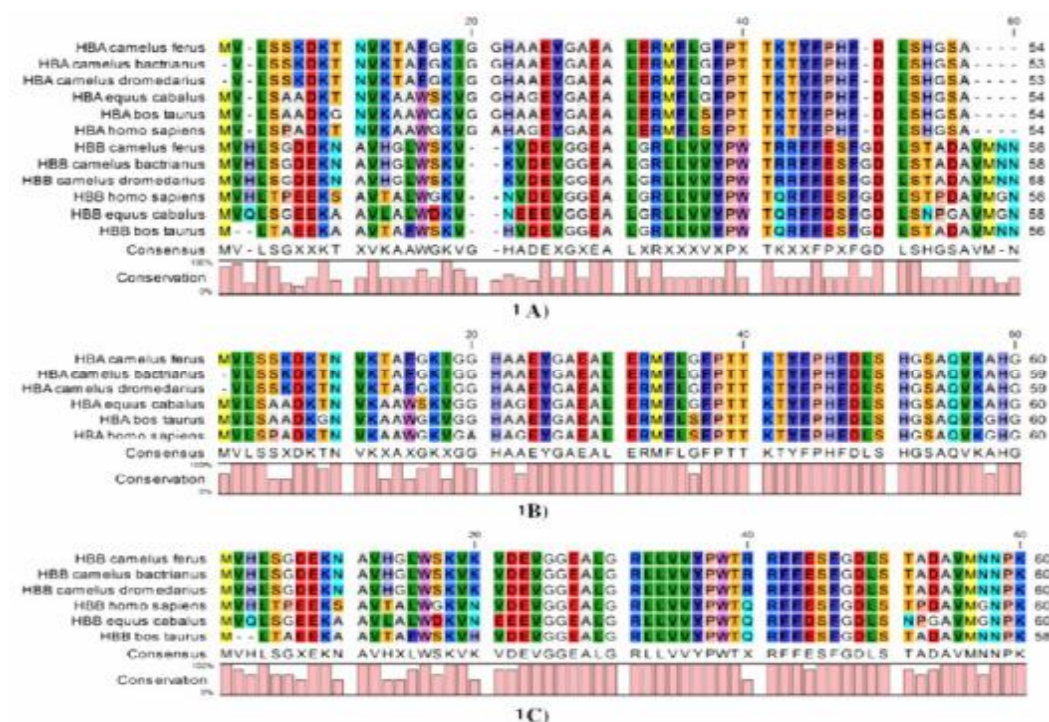 20 40 60
HBA camelus ferus MV-LSSKDKT NVKTAFGKIG GHAAEYGAEA LERMFLGFPT TKTYFPHF-D LSHGSA---- 54
HBA camelus bactrianus -V-LSSKDKT NVKTAFGKIG GHAAEYGAEA LERMFLGFPT TKTYFPHF-D LSHGSA---- 53
HBA camelus dromedarius -V-LSSKDKT NVKTAFGKIG GHAAEYGAEA LERMFLGFPT TKTYFPHF-D LSHGSA---- 53
HBA equus cabalus MV-LSAADKT NVKAAWSKVG GHAGEYGAEA LERMFLGFPT TKTYFPHF-D LSHGSA---- 54
HBA bos taurus MV-LSAADKG NVKAAWGKVG GHAAEYGAEA LERMFLSFPT TKTYFPHF-D LSHGSA---- 54
HBA homo sapiens MV-LSPADKT NVKAAWGKVG AHAGEYGAEA LERMFLSFPT TKTYFPHF-D LSHGSA---- 54
HBB camelus ferus MVHLSGDEKN AVHGLWSKV- -KVDEVGGEA LGRLLVVYPW TRRFFESFGD LSTADAVMNN 58
HBB camelus bactrianus MVHLSGDEKN AVHGLWSKV- -KVDEVGGEA LGRLLVVYPW TRRFFESFGD LSTADAVMNN 58
HBB camelus dromedarius MVHLSGDEKN AVHGLWSKV- -KVDEVGGEA LGRLLVVYPW TRRFFESFGD LSTADAVMNN 58
HBB homo sapiens MVHLTPEEKS AVTALWGKV- -NVDEVGGEA LGRLLVVYPW TQRFFESFGD LSTPDAVMGN 58
HBB equus cabalus MVQLSGEEKA AVLALWDKV- -NEEEVGGEA LGRLLVVYPW TQRFFDSFGD LSNPGAVMGN 58
HBB bos taurus M--LTAEEKA AVTAFWSKV- -HVDEVGGEA LGRLLVVYPW TQRFFESFGD LSTADAVMNN 56
Consensus MV-LSGXXKT XVKAAWGKVG -HADEXGXEA LXRXXXVXPX TKXXFPXFGD LSHGSAVM-N
100%
Conservation
0%
1 A)
20 40 60
HBA camelus ferus MVLSSKDKTN VKTAFGKIGG HAAEYGAEAL ERMFLGFPTT KTYFPHFDLS HGSAQVKAHG 60
HBA camelus bactrianus -VLSSKDKTN VKTAFGKIGG HAAEYGAEAL ERMFLGFPTT KTYFPHFDLS HGSAQVKAHG 59
HBA camelus dromedarius -VLSSKDKTN VKTAFGKIGG HAAEYGAEAL ERMFLGFPTT KTYFPHFDLS HGSAQVKAHG 59
HBA equus cabalus MVLSAADKTN VKAAWSKVGG HAGEYGAEAL ERMFLGFPTT KTYFPHFDLS HGSAQVKAHG 60
HBA bos taurus MVLSAADKGN VKAAWGKVGG HAAEYGAEAL ERMFLSFPTT KTYFPHFDLS HGSAQVKGHG 60
HBA homo sapiens MVLSPADKTN VKAAWGKVGA HAGEYGAEAL ERMFLSFPTT KTYFPHFDLS HGSAQVKGHG 60
Consensus MVLSSXDKTN VKXAXGKXGG HAAEYGAEAL ERMFLGFPTT KTYFPHFDLS HGSAQVKAHG
100%
Conservation
0%
1B)
20 40 60
HBB camelus ferus MVHLSGDEKN AVHGLWSKVK VDEVGGEALG RLLVVYPWTR RFFESFGDLS TADAVMNNPK 60
HBB camelus bactrianus MVHLSGDEKN AVHGLWSKVK VDEVGGEALG RLLVVYPWTR RFFESFGDLS TADAVMNNPK 60
HBB camelus dromedarius MVHLSGDEKN AVHGLWSKVK VDEVGGEALG RLLVVYPWTR RFFESFGDLS TADAVMNNPK 60
HBB homo sapiens MVHLTPEEKS AVTALWGKVN VDEVGGEALG RLLVVYPWTQ RFFESFGDLS TPDAVMGNPK 60
HBB equus cabalus MVQLSGEEKA AVLALWDKVN EEEVGGEALG RLLVVYPWTQ RFFDSFGDLS NPGAVMGNPK 60
HBB bos taurus M--LTAEEKA AVTAFWSKVH VDEVGGEALG RLLVVYPWTQ RFFESFGDLS TADAVMNNPK 58
Consensus MVHLSGXEKN AVHXLWSKVK VDEVGGEALG RLLVVYPWTX RFFESFGDLS TADAVMNNPK
100%
Conservation
0%
1C)